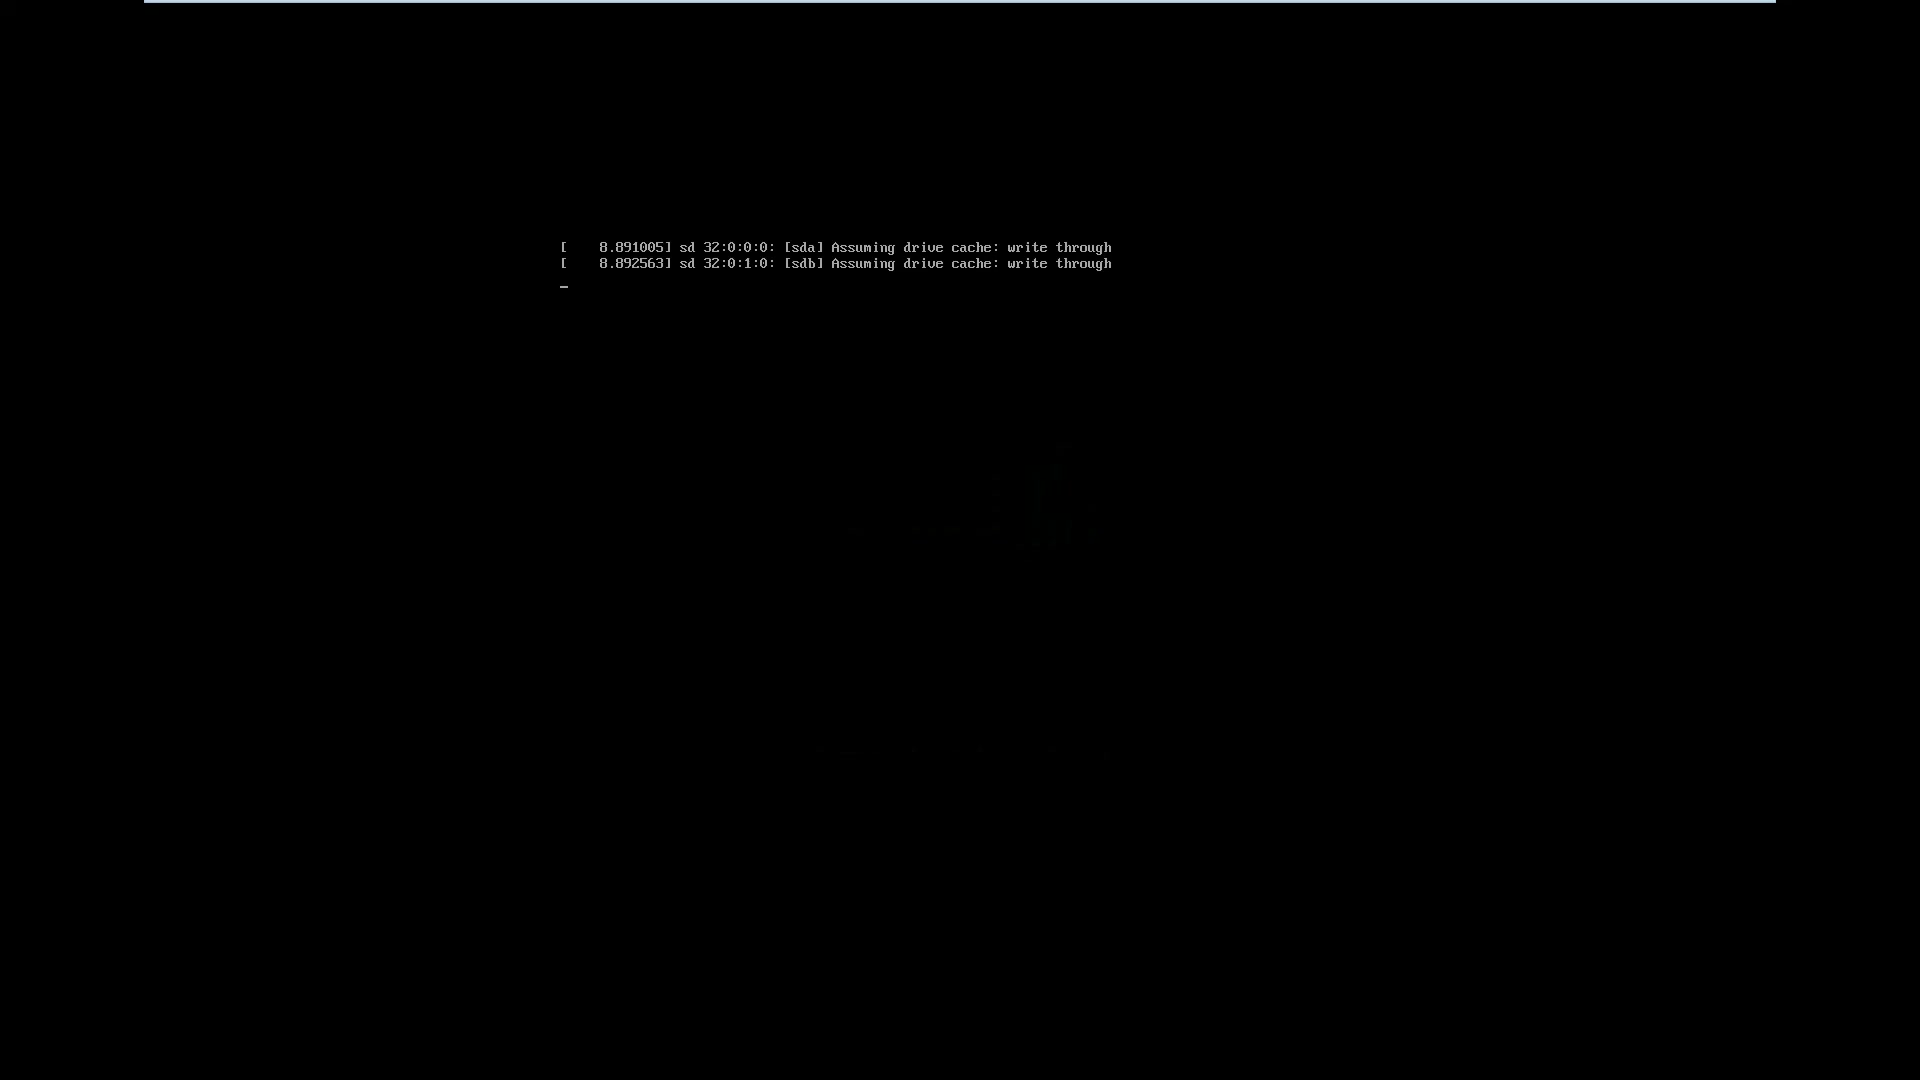 [    8.891005] sd 32:0:0:0: [sda] Assuming drive cache: write through
[    8.892563] sd 32:0:1:0: [sdb] Assuming drive cache: write through
_